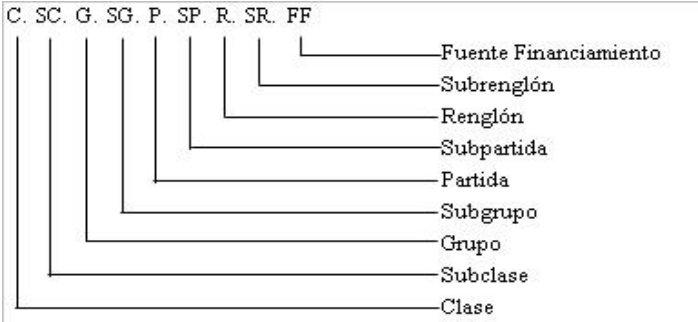 C. SC. G. SG. P. SP. R. SR. FF
Fuente Financiamiento
Subrenglón
Renglón
Subpartida
Partida
Subgrupo
Grupo
Subclase
Clase